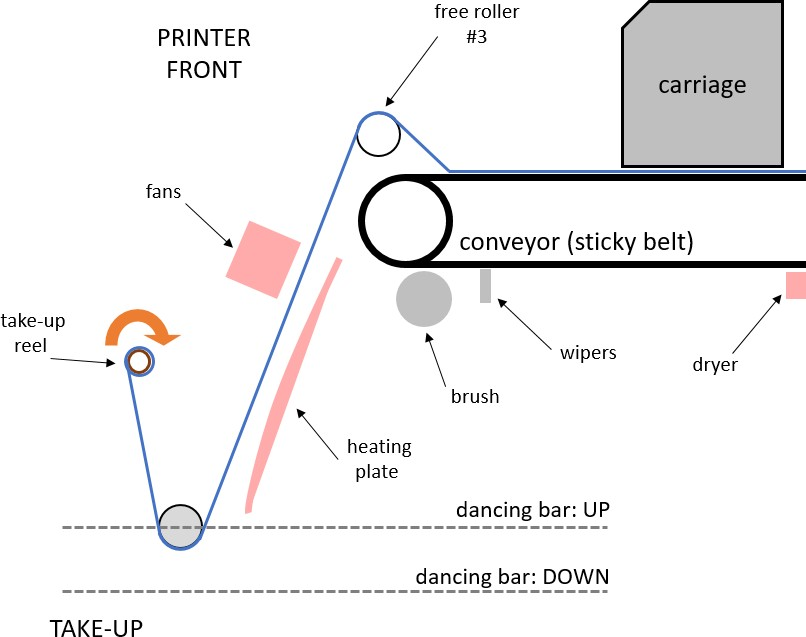 free roller
#3
PRINTER
FRONT
carriage
fans
conveyor (sticky belt)
take-up
reel
wipers
dryer
brush
heating
plate
dancing bar: UP
dancing bar: DOWN
TAKE-UP